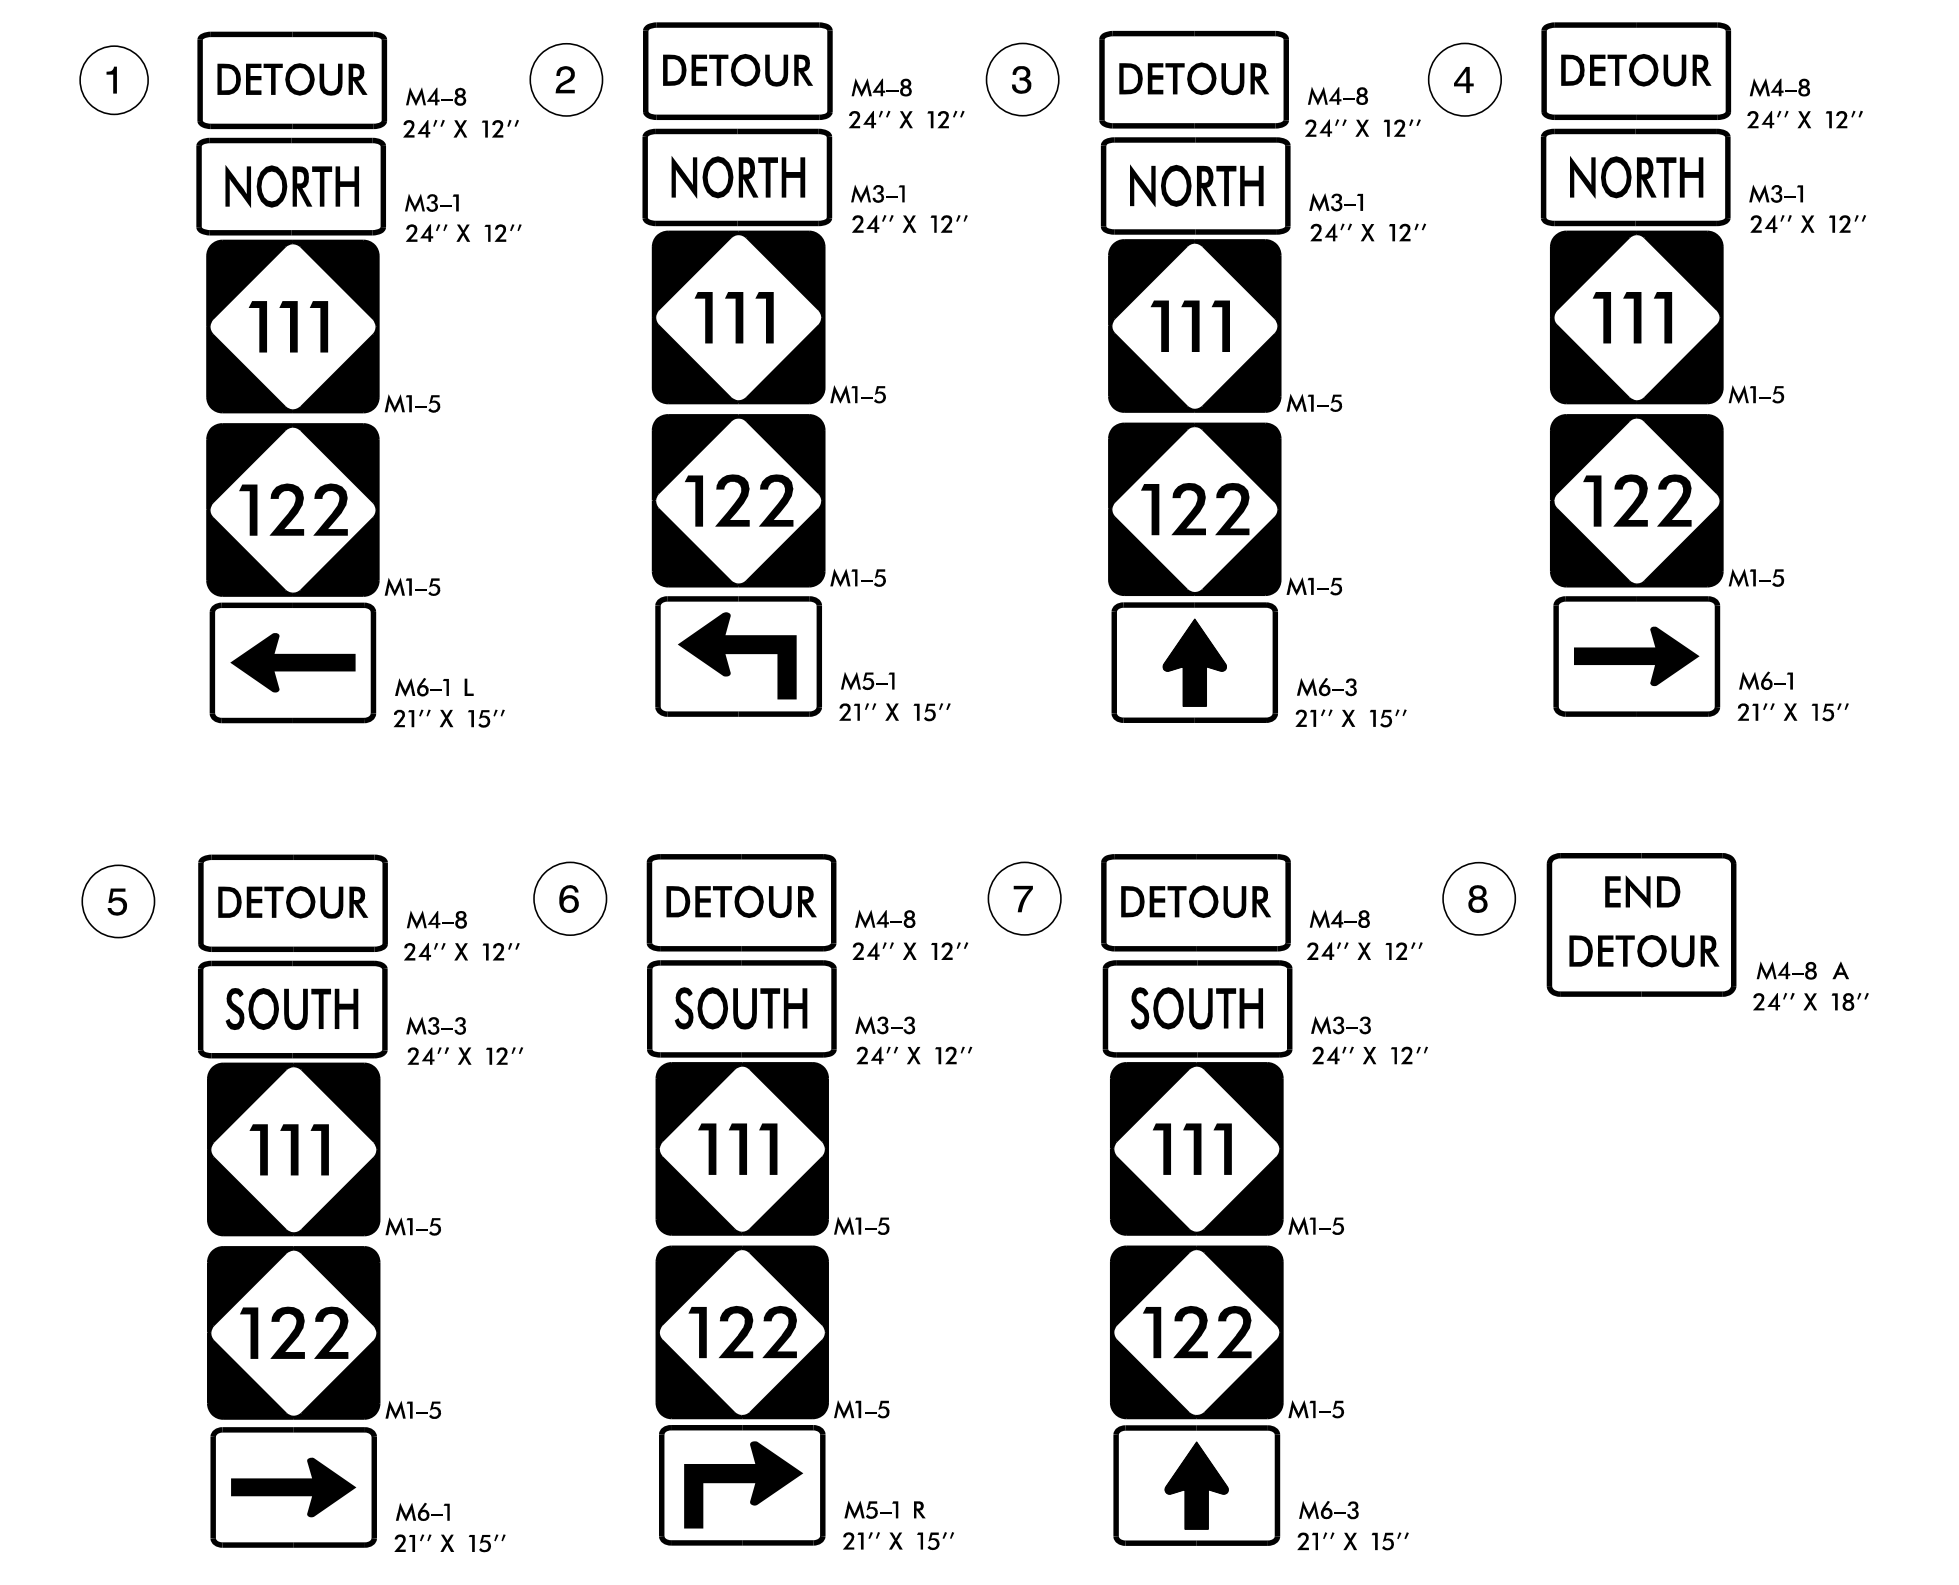 1
DETOUR
M4–8
24'' X 12''
NORTH
M3–1
24'' X 12''
111
M1–5
122
M1–5
M6–1 L
21'' X 15''
2
DETOUR
M4–8
24'' X 12''
NORTH
M3–1
24'' X 12''
111
M1–5
122
M1–5
M5–1
21'' X 15''
3
DETOUR
M4–8
24'' X 12''
NORTH
M3–1
24'' X 12''
111
M1–5
122
M1–5
M6–3
21'' X 15''
4
DETOUR
M4–8
24'' X 12''
NORTH
M3–1
24'' X 12''
111
M1–5
122
M1–5
M6–1
21'' X 15''
5
DETOUR
M4–8
24'' X 12''
SOUTH
M3–3
24'' X 12''
111
M1–5
122
M1–5
M6–1
21'' X 15''
6
DETOUR
M4–8
24'' X 12''
SOUTH
M3–3
24'' X 12''
111
M1–5
122
M1–5
M5–1 R
21'' X 15''
7
DETOUR
M4–8
24'' X 12''
SOUTH
M3–3
24'' X 12''
111
M1–5
122
M1–5
M6–3
21'' X 15''
8
END
DETOUR
M4–8 A
24'' X 18''